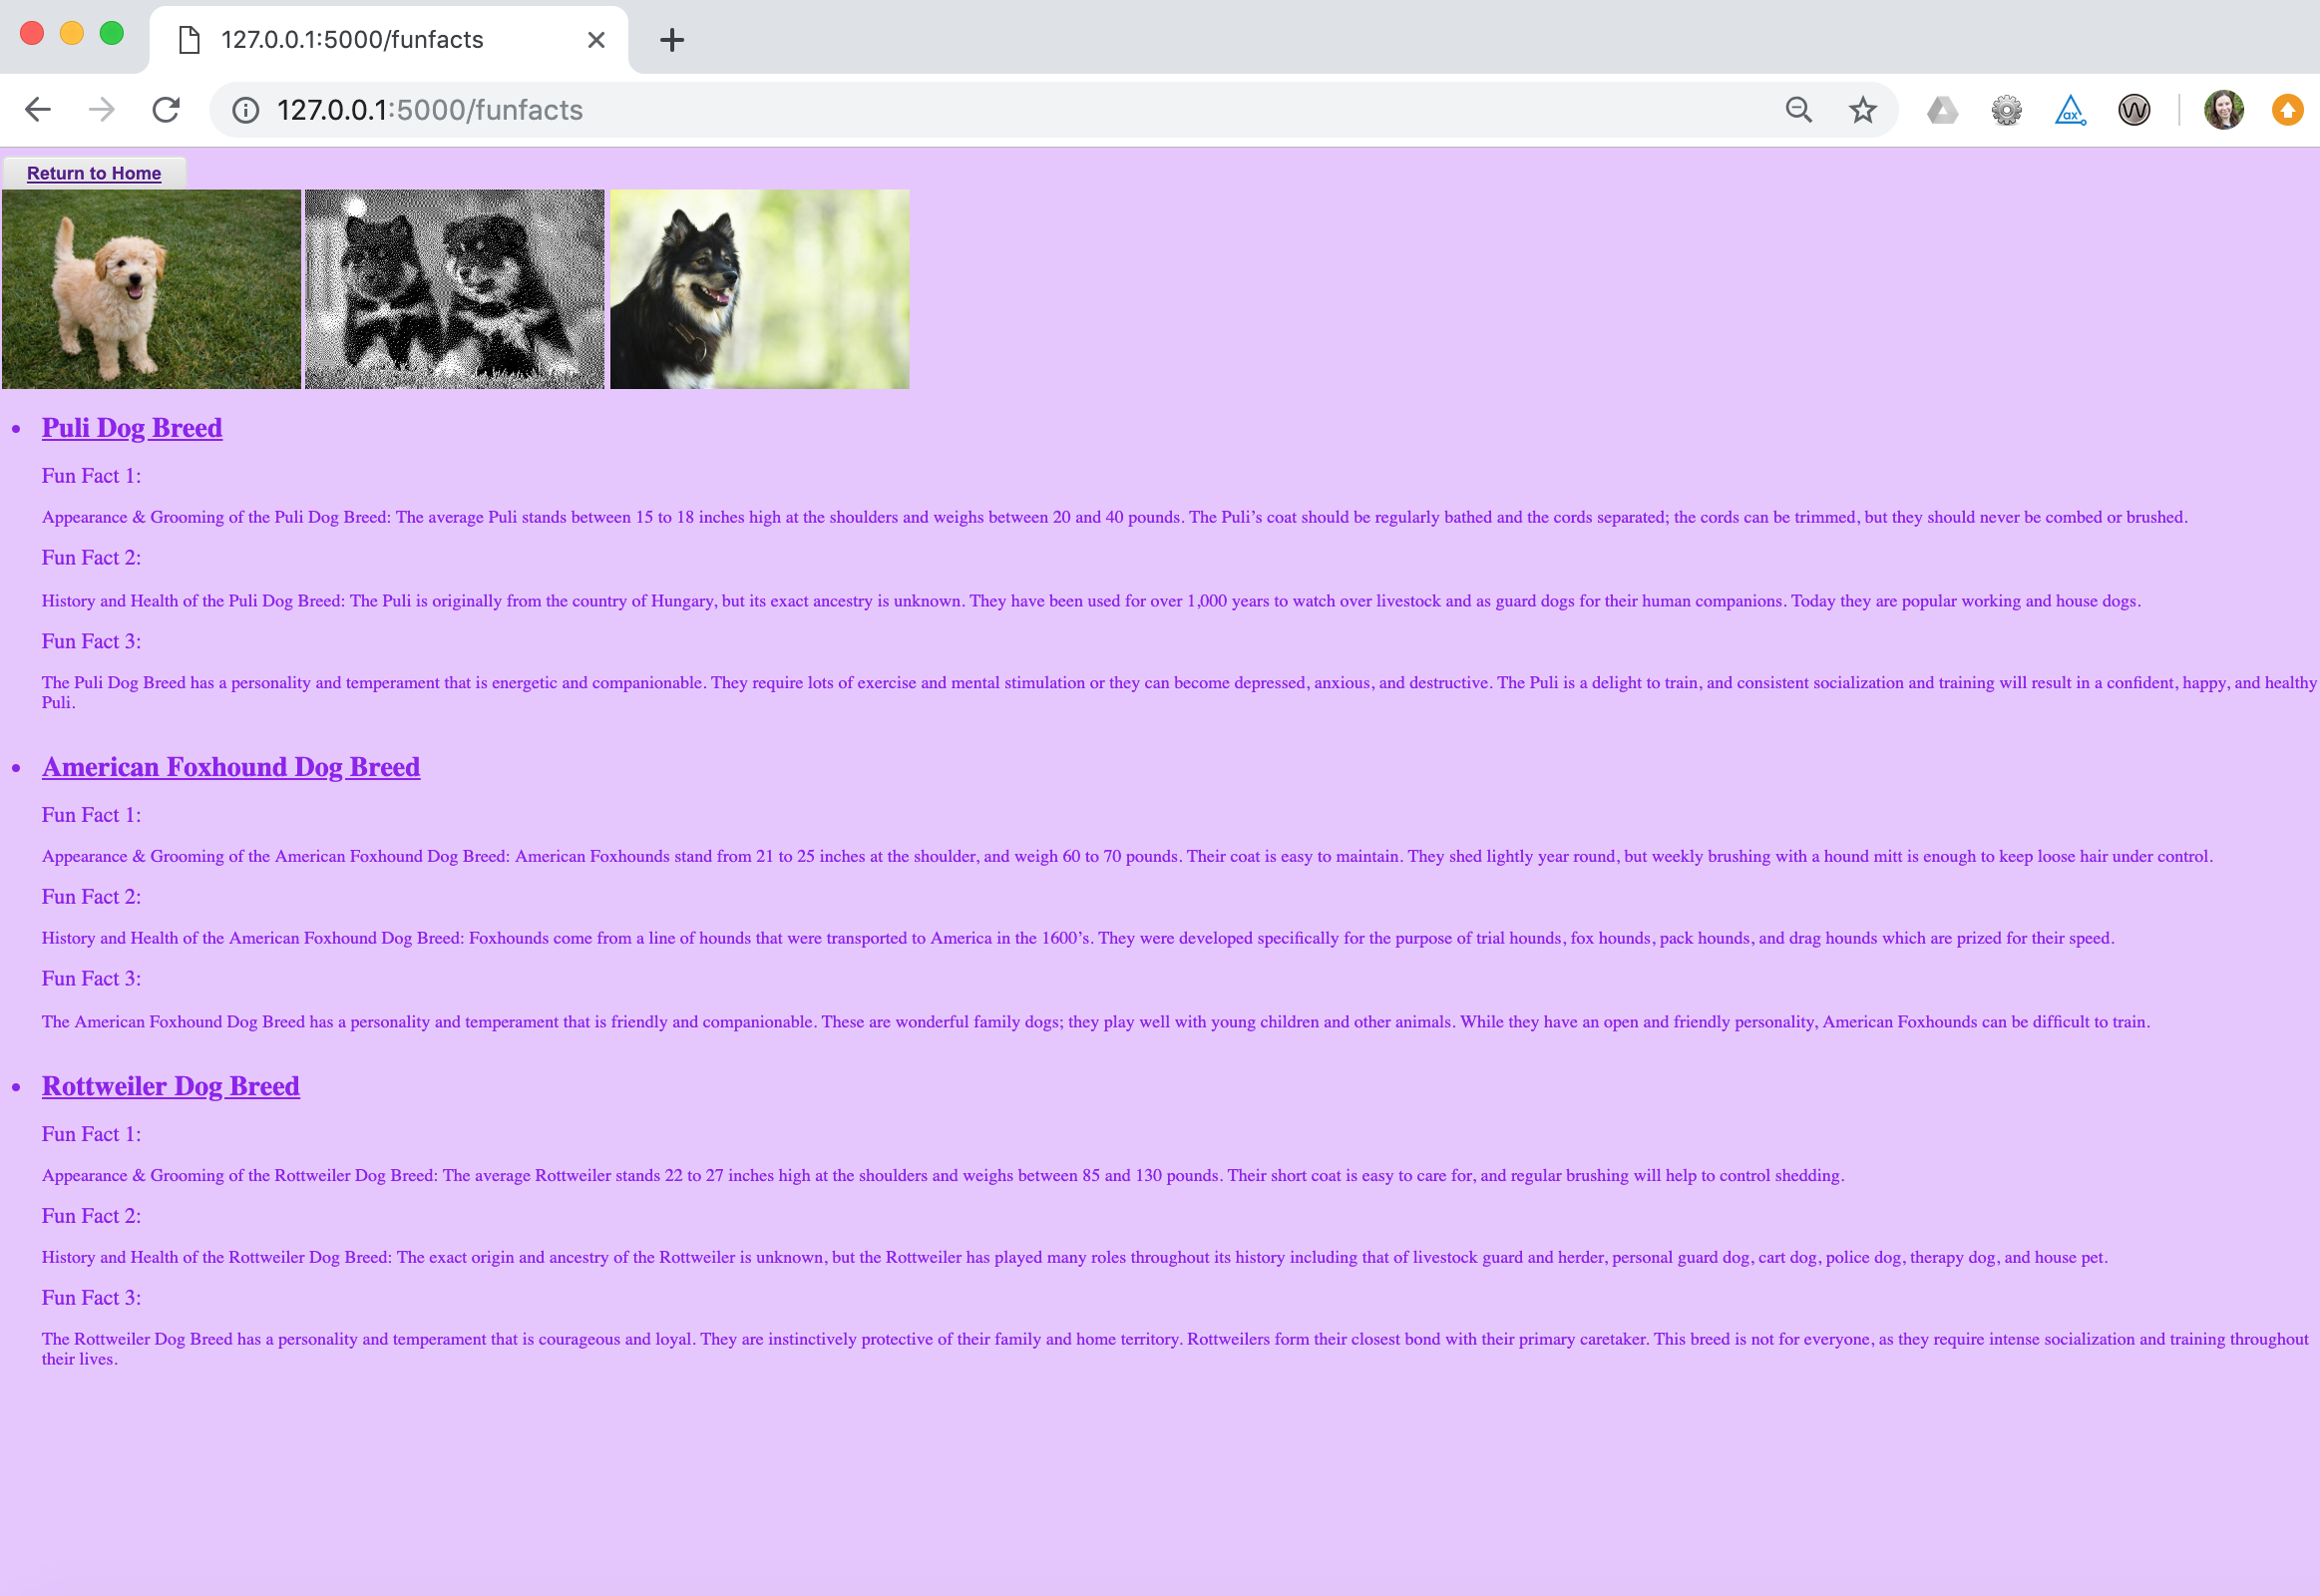 127.0.0.1:5000/funfacts
127.0.0.1:5000/funfacts
ax
W
Return to Home
Puli Dog Breed
Fun Fact 1:
Appearance & Grooming of the Puli Dog Breed: The average Puli stands between 15 to 18 inches high at the shoulders and weighs between 20 and 40 pounds. The Puli’s coat should be regularly bathed and the cords separated; the cords can be trimmed, but they should never be combed or brushed.
Fun Fact 2:
History and Health of the Puli Dog Breed: The Puli is originally from the country of Hungary, but its exact ancestry is unknown. They have been used for over 1,000 years to watch over livestock and as guard dogs for their human companions. Today they are popular working and house dogs.
Fun Fact 3:
The Puli Dog Breed has a personality and temperament that is energetic and companionable. They require lots of exercise and mental stimulation or they can become depressed, anxious, and destructive. The Puli is a delight to train, and consistent socialization and training will result in a confident, happy, and healthy
Puli.
American Foxhound Dog Breed
Fun Fact 1:
Appearance & Grooming of the American Foxhound Dog Breed: American Foxhounds stand from 21 to 25 inches at the shoulder, and weigh 60 to 70 pounds. Their coat is easy to maintain. They shed lightly year round, but weekly brushing with a hound mitt is enough to keep loose hair under control.
Fun Fact 2:
History and Health of the American Foxhound Dog Breed: Foxhounds come from a line of hounds that were transported to America in the 1600’s. They were developed specifically for the purpose of trial hounds, fox hounds, pack hounds, and drag hounds which are prized for their speed.
Fun Fact 3:
The American Foxhound Dog Breed has a personality and temperament that is friendly and companionable. These are wonderful family dogs; they play well with young children and other animals. While they have an open and friendly personality, American Foxhounds can be difficult to train.
Rottweiler Dog Breed
Fun Fact 1:
Appearance & Grooming of the Rottweiler Dog Breed: The average Rottweiler stands 22 to 27 inches high at the shoulders and weighs between 85 and 130 pounds. Their short coat is easy to care for, and regular brushing will help to control shedding.
Fun Fact 2:
History and Health of the Rottweiler Dog Breed: The exact origin and ancestry of the Rottweiler is unknown, but the Rottweiler has played many roles throughout its history including that of livestock guard and herder, personal guard dog, cart dog, police dog, therapy dog, and house pet.
Fun Fact 3:
The Rottweiler Dog Breed has a personality and temperament that is courageous and loyal. They are instinctively protective of their family and home territory. Rottweilers form their closest bond with their primary caretaker. This breed is not for everyone, as they require intense socialization and training throughout
their lives.